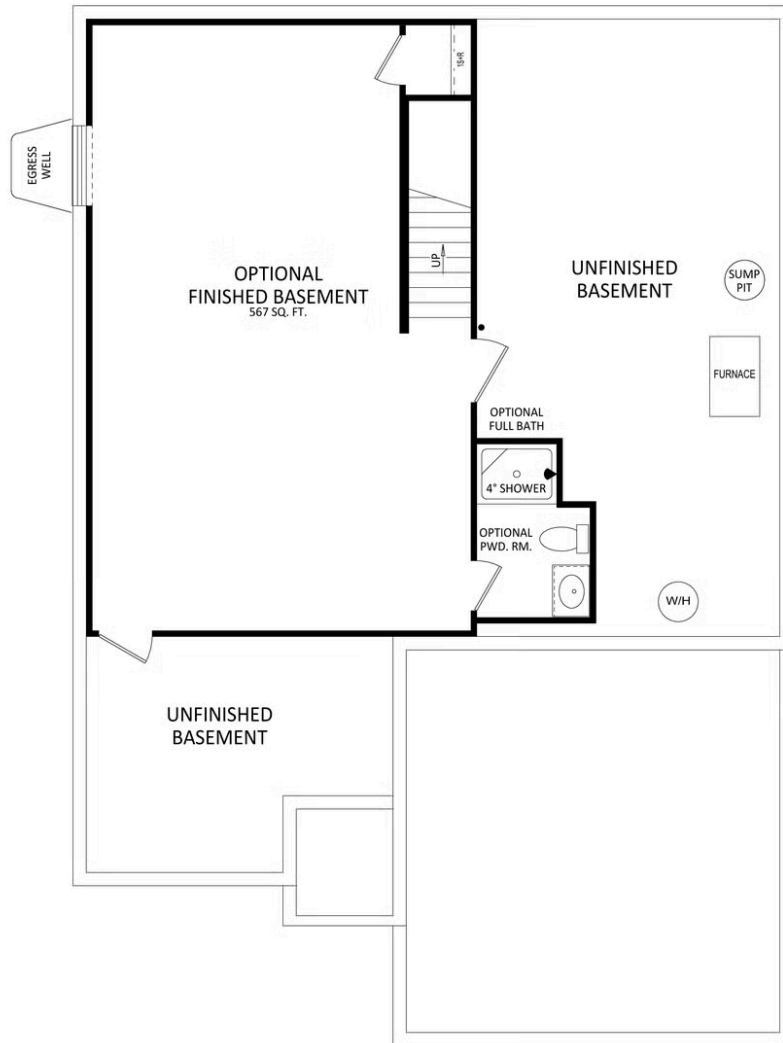 1S+R
EGRESS
WELL
UP
OPTIONAL
FINISHED BASEMENT
567 SQ. FT.
UNFINISHED
BASEMENT
SUMP
PIT
FURNACE
OPTIONAL
FULL BATH
4° SHOWER
OPTIONAL
PWD. RM.
W/H
UNFINISHED
BASEMENT